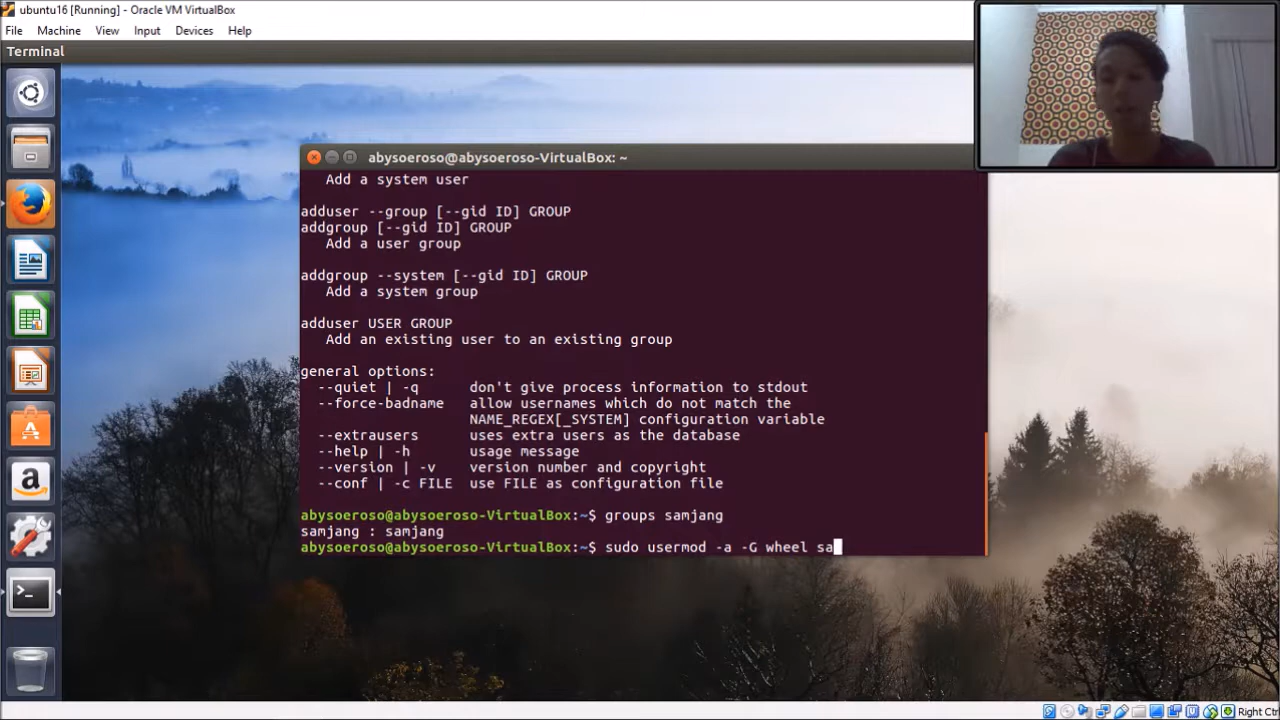 ubuntu16 [Running] - Oracle VM VirtualBox
File Machine View Input Devices Help
Terminal
abysoeroso@abysoeroso-VirtualBox: ~
Add a system user
adduser --group [--gid ID] GROUP
addgroup [--gid ID] GROUP
Add a user group
addgroup --system [--gid ID] GROUP
Add a system group
adduser USER GROUP
Add an existing user to an existing group
general options:
--quiet | -q don't give process information to stdout
--force-badname allow usernames which do not match the
NAME_REGEX[_SYSTEM] configuration variable
--extrausers uses extra users as the database
--help | -h usage message
--version | -v version number and copyright
--conf | -c FILE use FILE as configuration file
abysoeroso@abysoeroso-VirtualBox:~$ groups samjang
samjang : samjang
abysoeroso@abysoeroso-VirtualBox:~$ sudo usermod -a -G wheel sa
Right Ctr